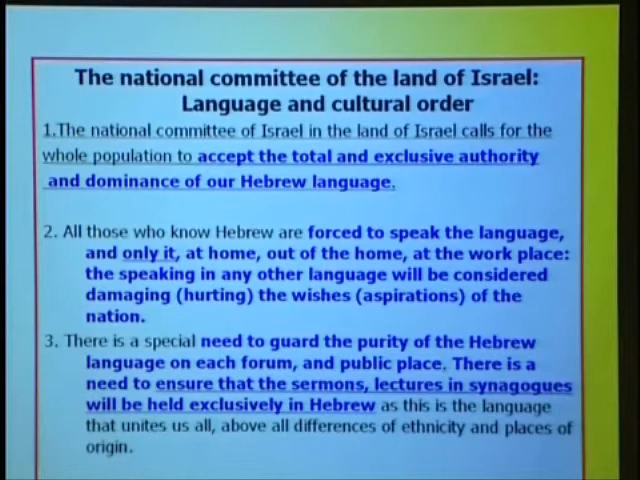 The national committee of the land of Israel:
Language and cultural order
1.The national committee of Israel in the land of Israel calls for the
whole population to accept the total and exclusive authority
and dominance of our Hebrew language.
2. All those who know Hebrew are forced to speak the language,
and only it, at home, out of the home, at the work place:
the speaking in any other language will be considered
damaging (hurting) the wishes (aspirations) of the
nation.
3. There is a special need to guard the purity of the Hebrew
language on each forum, and public place. There is a
need to ensure that the sermons, lectures in synagogues
will be held exclusively in Hebrew as this is the language
that unites us all, above all differences of ethnicity and places of
origin.